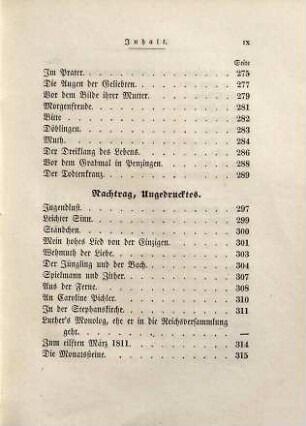 Inhalt. IX
Seite
Im Prater. 275
Die Augen der Geliebten. 277
Vor dem Bilde ihrer Mutter. 279
Morgenfreude. 281
Bitte 282
Döblingen. 283
Muth. 284
Der Dreiklang des Lebens. 286
Vor dem Grabmal in Penzingen. 288
Der Todtenkranz. 289
Nachtrag, Ungedrucktes.
Jugendlust. 297
Leichter Sinn. 299
Ständchen. 300
Mein hohes Lied von der Einzigen. 301
Wehmuth der Liebe. 303
Der Jüngling und der Bach. 304
Spielmann und Zither. 307
Aus der Ferne. 308
An Caroline Pichler. 310
In der Stephanskirche. 311
Luther's Monolog, ehe er in die Reichsversammlung
geht. —
Zum eilften März 1811. 314
Die Monatssteine. 315